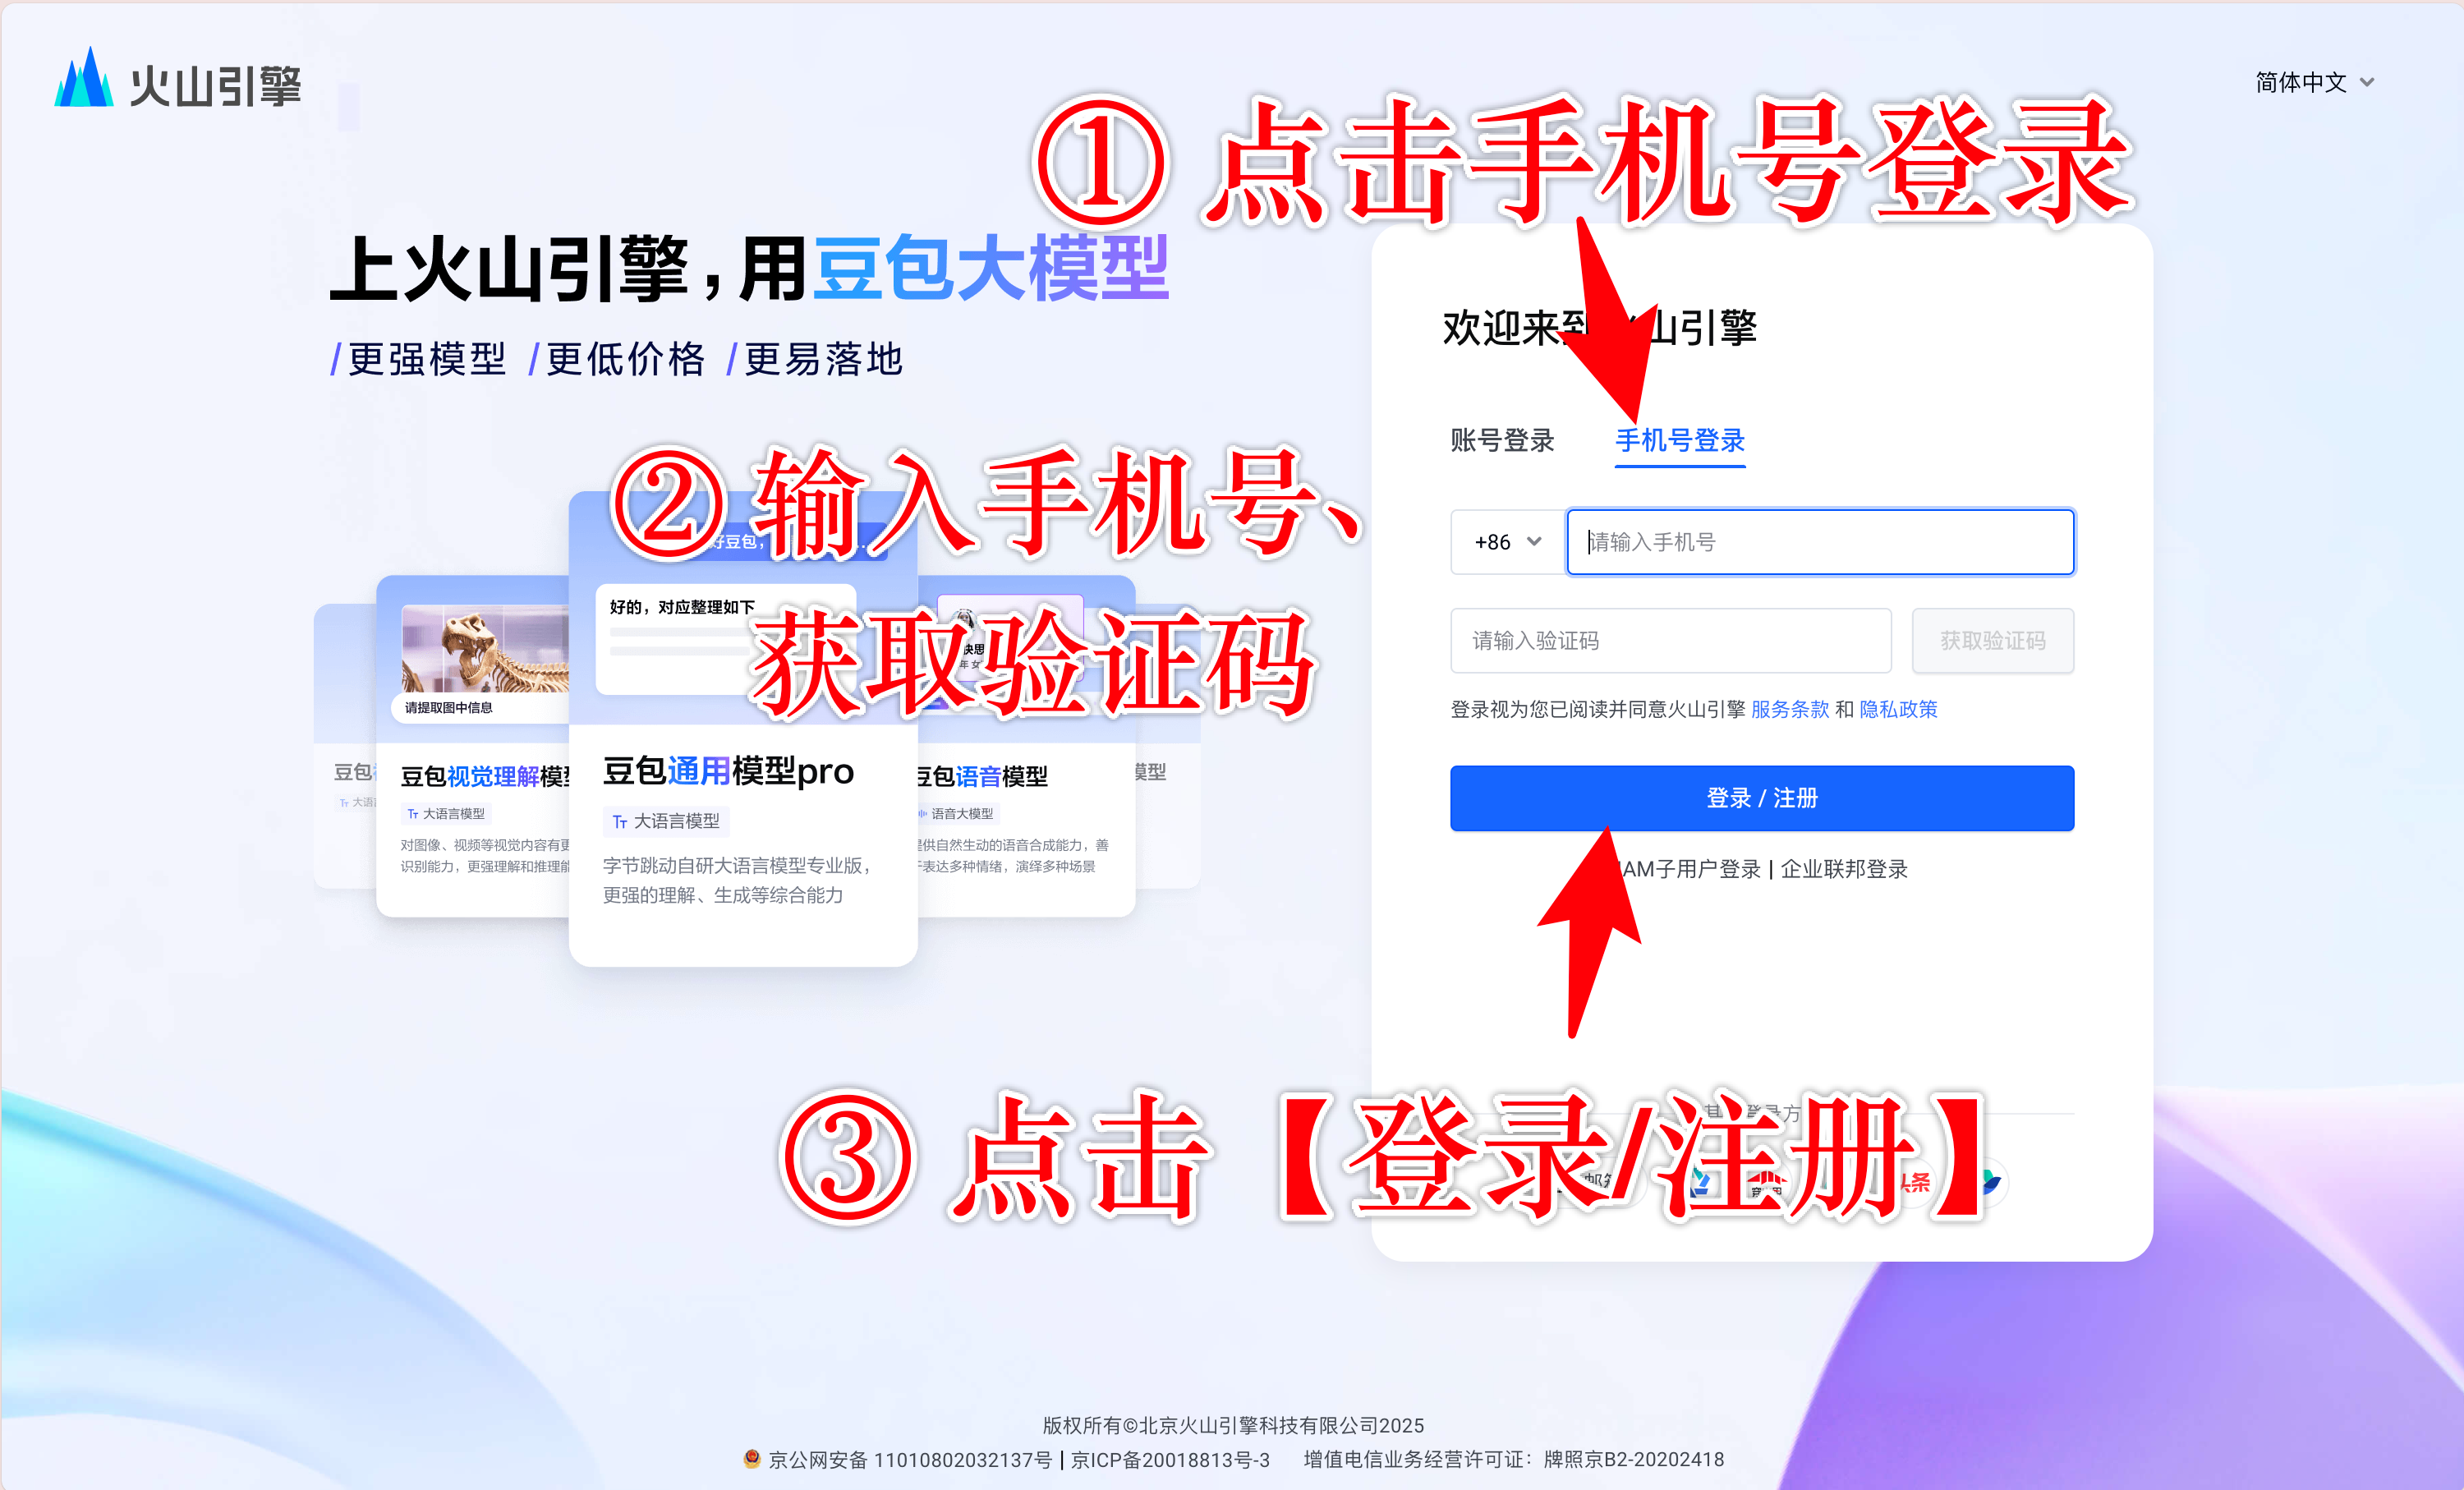 火山引擎
简体中文
① 点击手机号登录
上火山引擎，用豆包大模型
/更强模型 /更低价格 /更易落地
欢迎来到火山引擎
账号登录 手机号登录
② 输入手机号、
获取验证码
+86 请输入手机号
请输入验证码 获取验证码
登录视为您已阅读并同意火山引擎 服务条款 和 隐私政策
登录 / 注册
IAM子用户登录 | 企业联邦登录
好豆包，
好的，对应整理如下
请提取图中信息
豆包
大语言
豆包视觉理解模型
大语言模型
对图像、视频等视觉内容有更
识别能力，更强理解和推理能
豆包通用模型pro
大语言模型
字节跳动自研大语言模型专业版，
更强的理解、生成等综合能力
豆包语音模型
语音大模型
提供自然生动的语音合成能力，善
于表达多种情绪，演绎多种场景
模型
③ 点击【登录/注册】
头条
版权所有©北京火山引擎科技有限公司2025
京公网安备 11010802032137号 | 京ICP备20018813号-3 增值电信业务经营许可证：牌照京B2-20202418